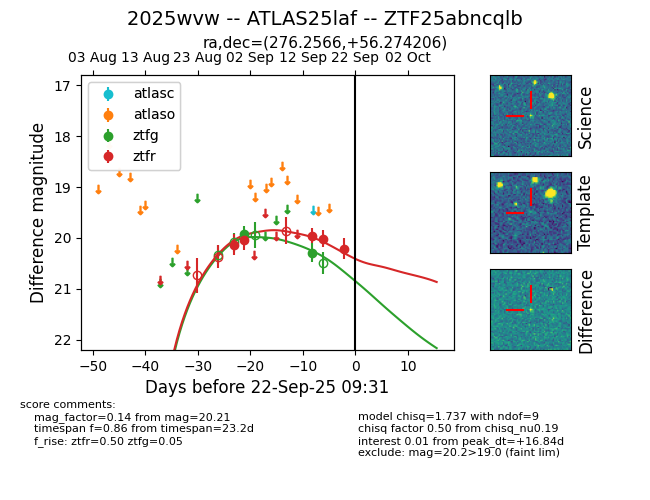 2025wvw -- ATLAS25laf -- ZTF25abncqlb
ra,dec=(276.2566,+56.274206)
03 Aug 13 Aug 23 Aug 02 Sep 12 Sep 22 Sep 02 Oct
17
18
19
20
21
22
Difference magnitude
atlasc
atlaso
ztfg
ztfr
−50 −40 −30 −20 −10 0 10
Days before 22-Sep-25 09:31
Science
Template
Difference
score comments:
mag_factor=0.14 from mag=20.21
timespan f=0.86 from timespan=23.2d
f_rise: ztfr=0.50 ztfg=0.05
model chisq=1.737 with ndof=9
chisq factor 0.50 from chisq_nu0.19
interest 0.01 from peak_dt=+16.84d
exclude: mag=20.2>19.0 (faint lim)